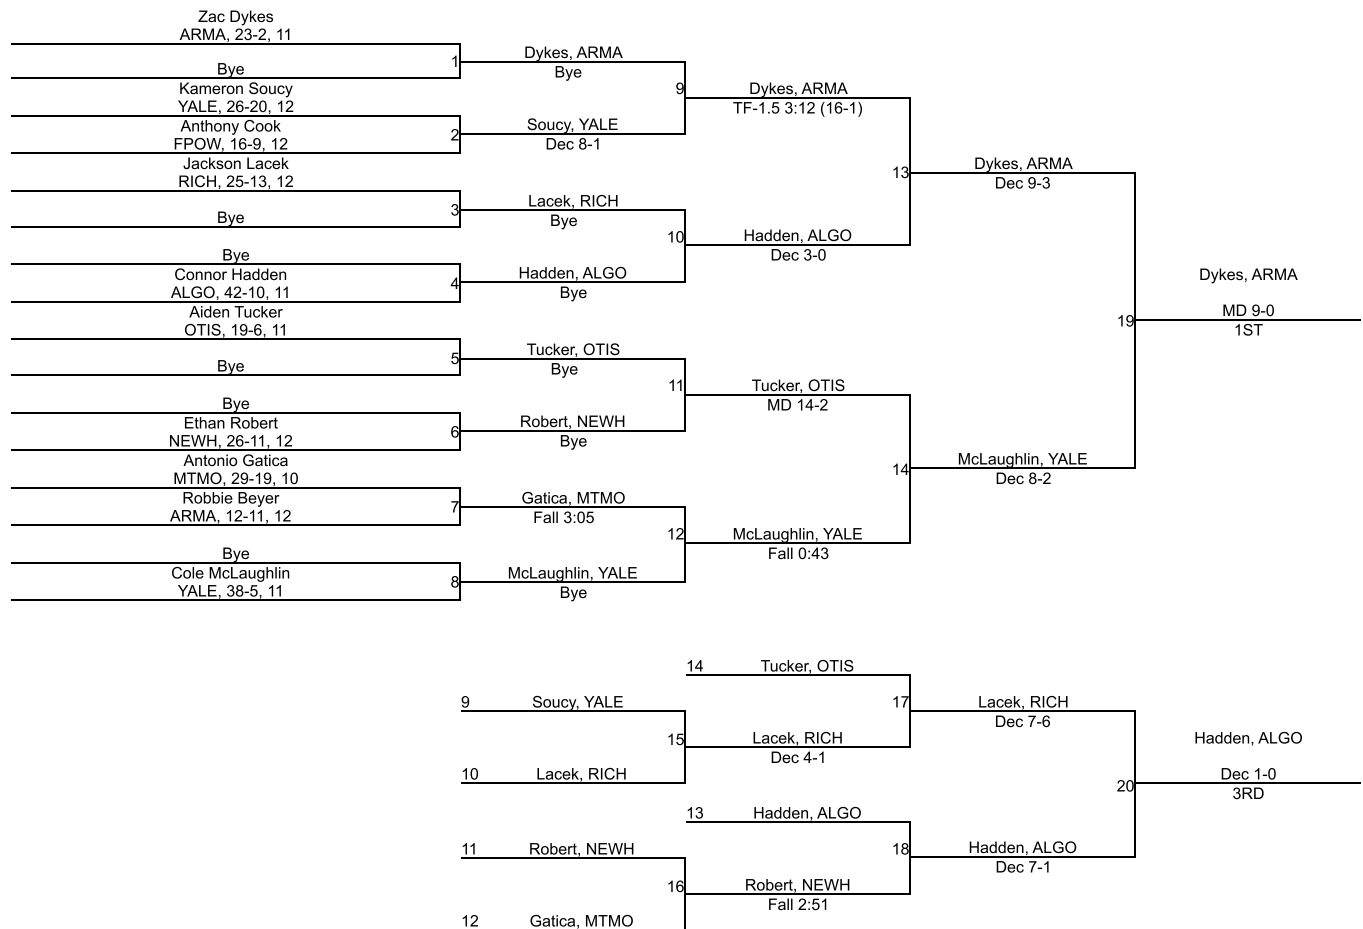 Zac Dykes
ARMA, 23-2, 11
Bye
1
Kameron Soucy
YALE, 26-20, 12
Anthony Cook
FPOW, 16-9, 12
2
Jackson Lacek
RICH, 25-13, 12
Bye
3
Bye
Connor Hadden
ALGO, 42-10, 11
4
Aiden Tucker
OTIS, 19-6, 11
Bye
5
Bye
Ethan Robert
NEWH, 26-11, 12
6
Antonio Gatica
MTMO, 29-19, 10
Robbie Beyer
ARMA, 12-11, 12
7
Bye
Cole McLaughlin
YALE, 38-5, 11
8
Dykes, ARMA
Bye
9
Soucy, YALE
Dec 8-1
Lacek, RICH
Bye
10
Hadden, ALGO
Bye
Tucker, OTIS
Bye
11
Robert, NEWH
Bye
Gatica, MTMO
Fall 3:05
12
McLaughlin, YALE
Bye
Dykes, ARMA
TF-1.5 3:12 (16-1)
13
Hadden, ALGO
Dec 3-0
Tucker, OTIS
MD 14-2
14
McLaughlin, YALE
Fall 0:43
Dykes, ARMA
Dec 9-3
19
McLaughlin, YALE
Dec 8-2
Dykes, ARMA
MD 9-0
1ST
9 Soucy, YALE
15
10 Lacek, RICH
11 Robert, NEWH
16
12 Gatica, MTMO
14 Tucker, OTIS
17
Lacek, RICH
Dec 4-1
13 Hadden, ALGO
18
Robert, NEWH
Fall 2:51
Lacek, RICH
Dec 7-6
20
Hadden, ALGO
Dec 7-1
Hadden, ALGO
Dec 1-0
3RD